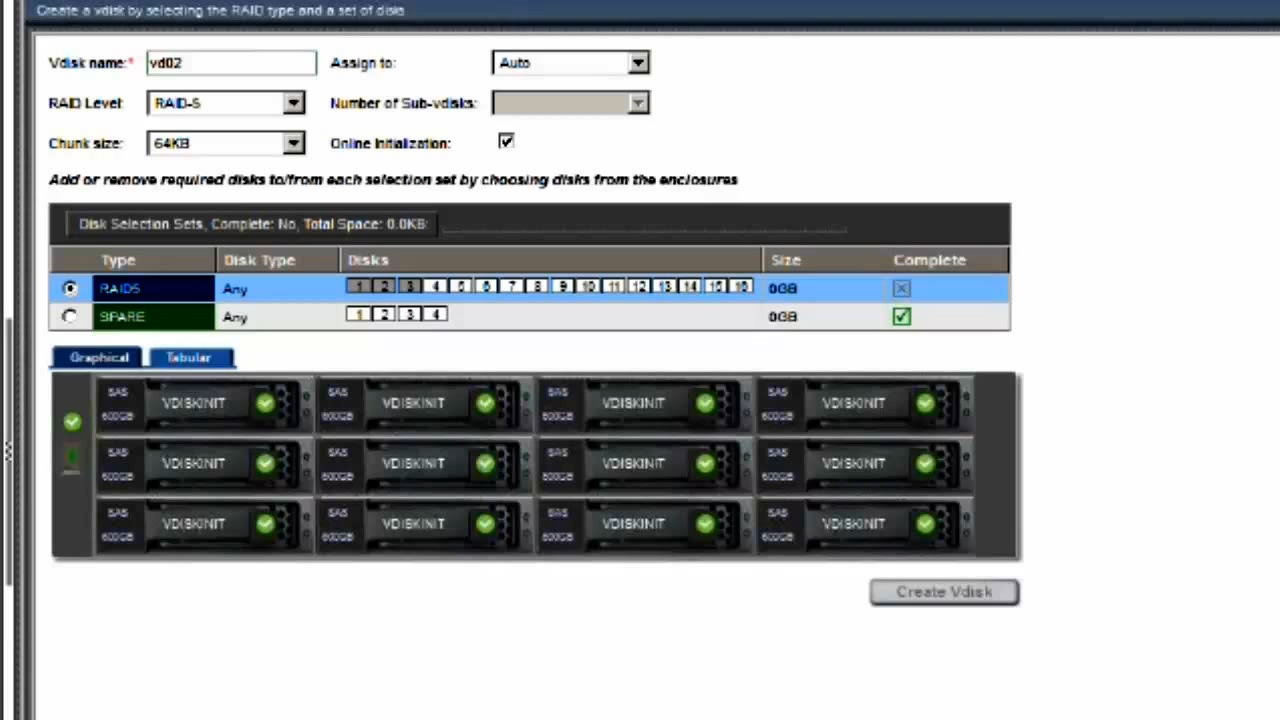 Create a vdisk by selecting the RAID type and a set of disks
Vdisk name:* vd02 Assign to: Auto
RAID Level: RAID-5 Number of Sub-vdisks:
Chunk size: 64KB Online Initialization:
Add or remove required disks to/from each selection set by choosing disks from the enclosures
Disk Selection Sets, Complete: No, Total Space: 0.0KB
Type Disk Type Disks Size Complete
RAID5 Any 1 2 3 4 5 6 7 8 9 10 11 12 13 14 15 16 0GB
SPARE Any 1 2 3 4 0GB
Graphical Tabular
SAS SAS SAS SAS
VDISKINIT VDISKINIT VDISKINIT VDISKINIT
600GB 600GB 600GB 600GB
SAS SAS SAS SAS
VDISKINIT VDISKINIT VDISKINIT VDISKINIT
600GB 600GB 600GB 600GB
SAS SAS SAS SAS
VDISKINIT VDISKINIT VDISKINIT VDISKINIT
600GB 600GB 600GB 600GB
Create Vdisk